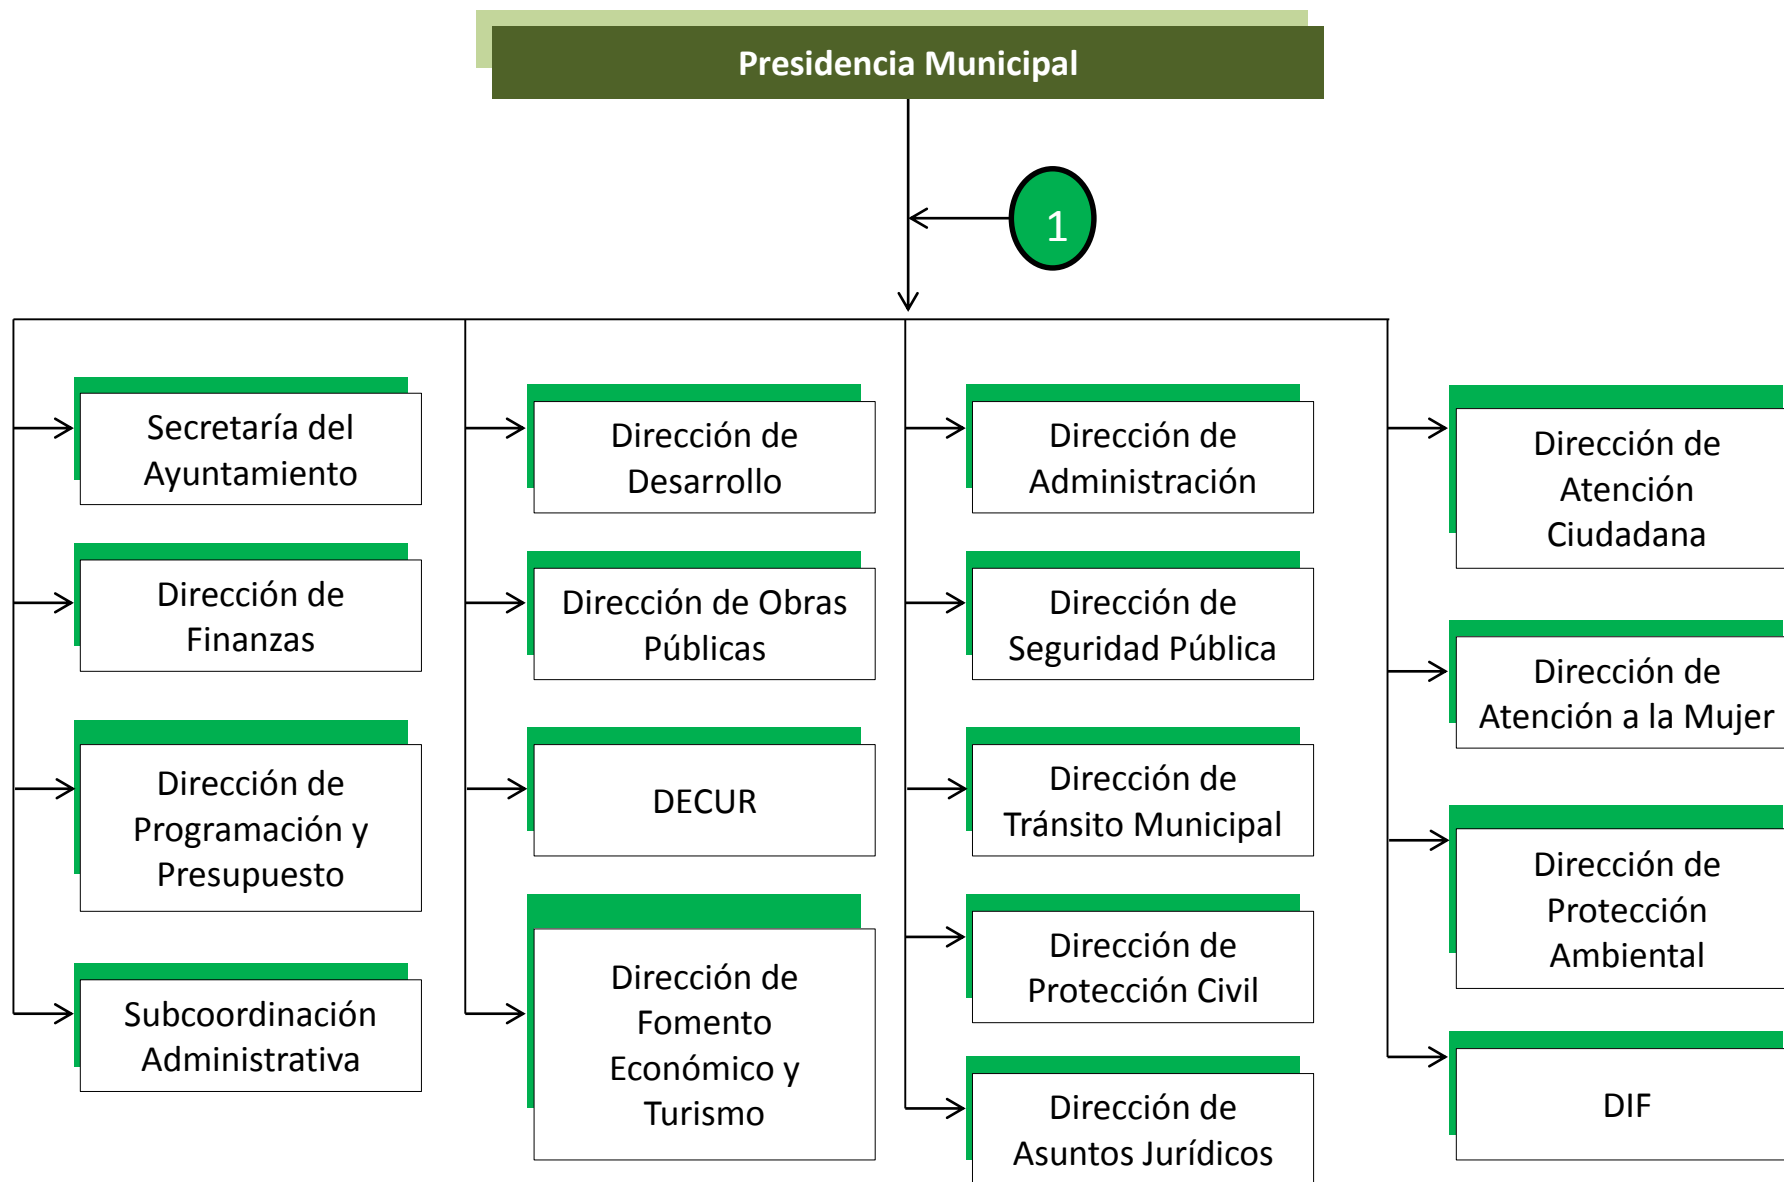 Presidencia Municipal
1
Secretaría del
Ayuntamiento
Dirección de
Finanzas
Dirección de
Programación y
Presupuesto
Subcoordinación
Administrativa
Dirección de
Desarrollo
Dirección de Obras
Públicas
DECUR
Dirección de
Fomento
Económico y
Turismo
Dirección de
Administración
Dirección de
Seguridad Pública
Dirección de
Tránsito Municipal
Dirección de
Protección Civil
Dirección de
Asuntos Jurídicos
Dirección de
Atención
Ciudadana
Dirección de
Atención a la Mujer
Dirección de
Protección
Ambiental
DIF